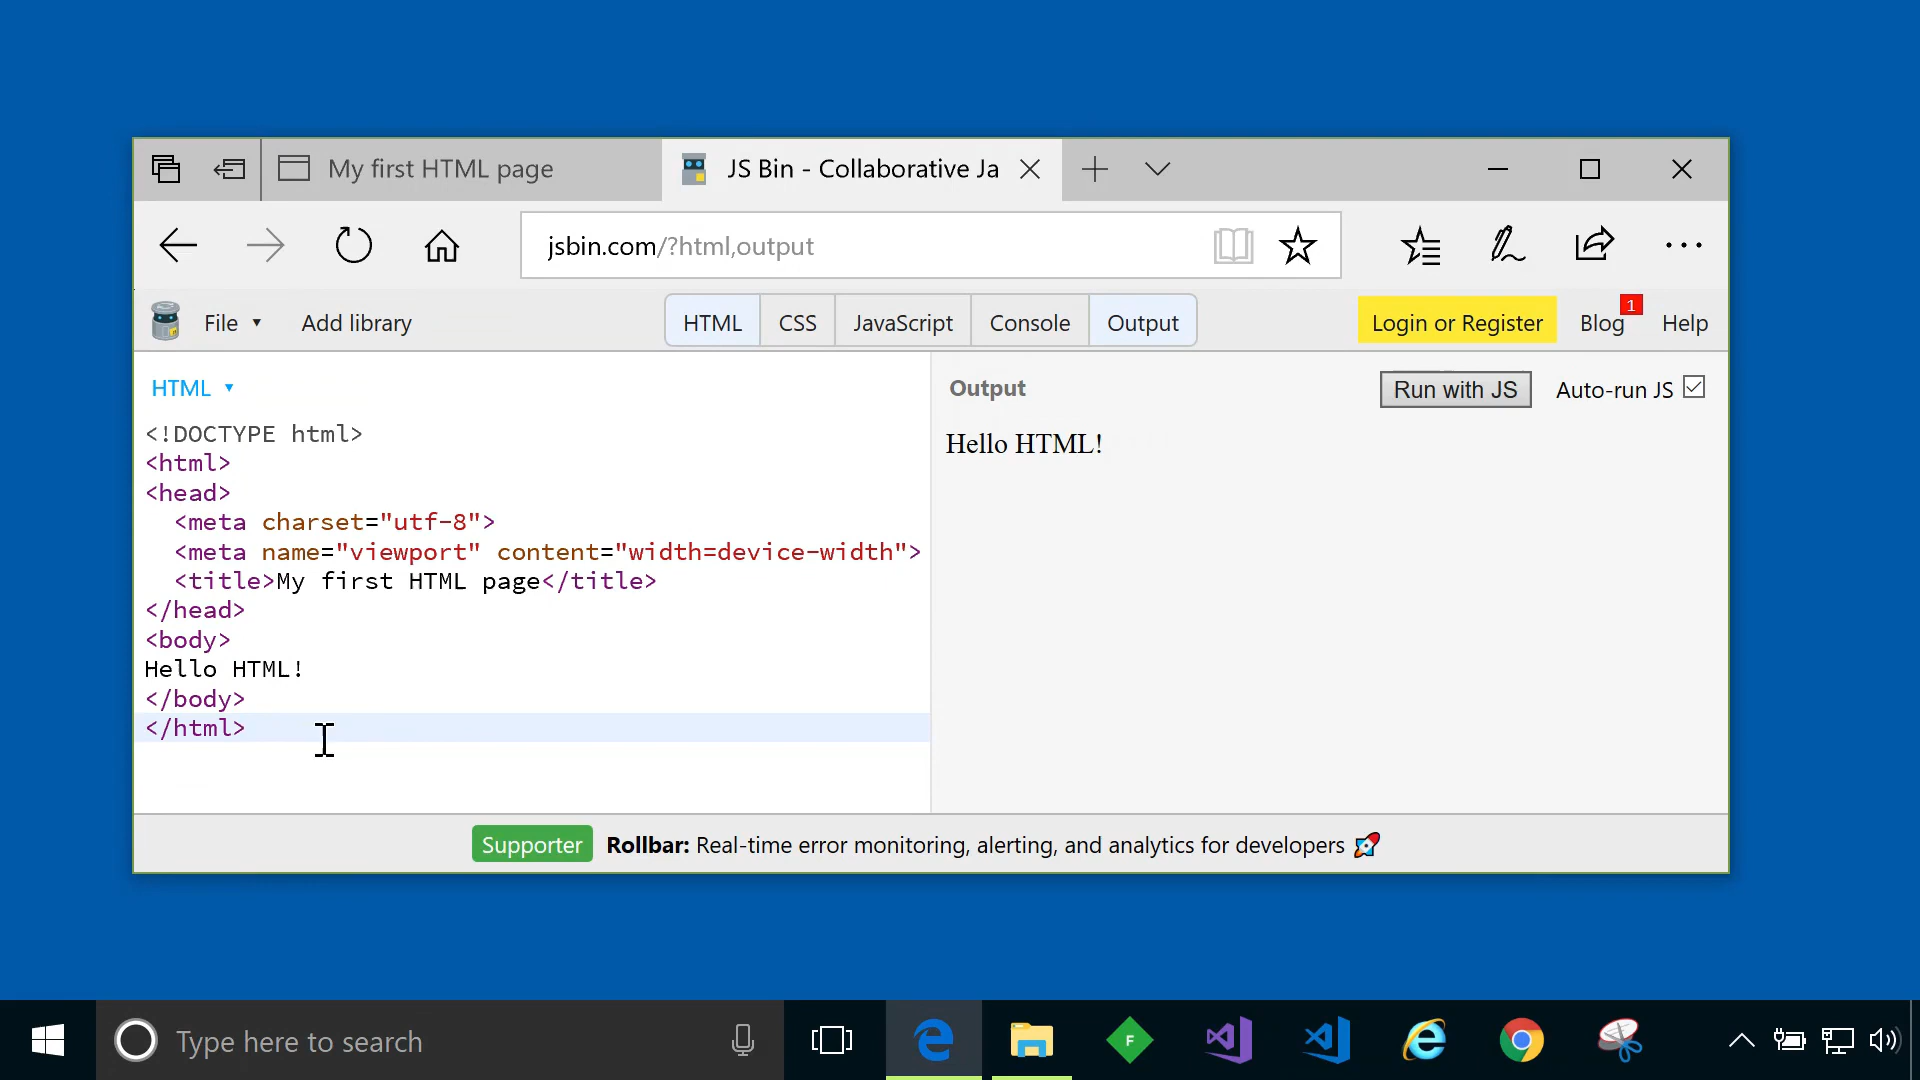 My first HTML page
JS Bin - Collaborative Ja
jsbin.com/?html,output
File
Add library
HTML
CSS
JavaScript
Console
Output
Login or Register
Blog
1
Help
HTML
<!DOCTYPE html>
<html>
<head>
  <meta charset="utf-8">
  <meta name="viewport" content="width=device-width">
  <title>My first HTML page</title>
</head>
<body>
Hello HTML!
</body>
</html>
Output
Run with JS
Auto-run JS
Hello HTML!
Supporter
Rollbar: Real-time error monitoring, alerting, and analytics for developers 🚀
Type here to search
F